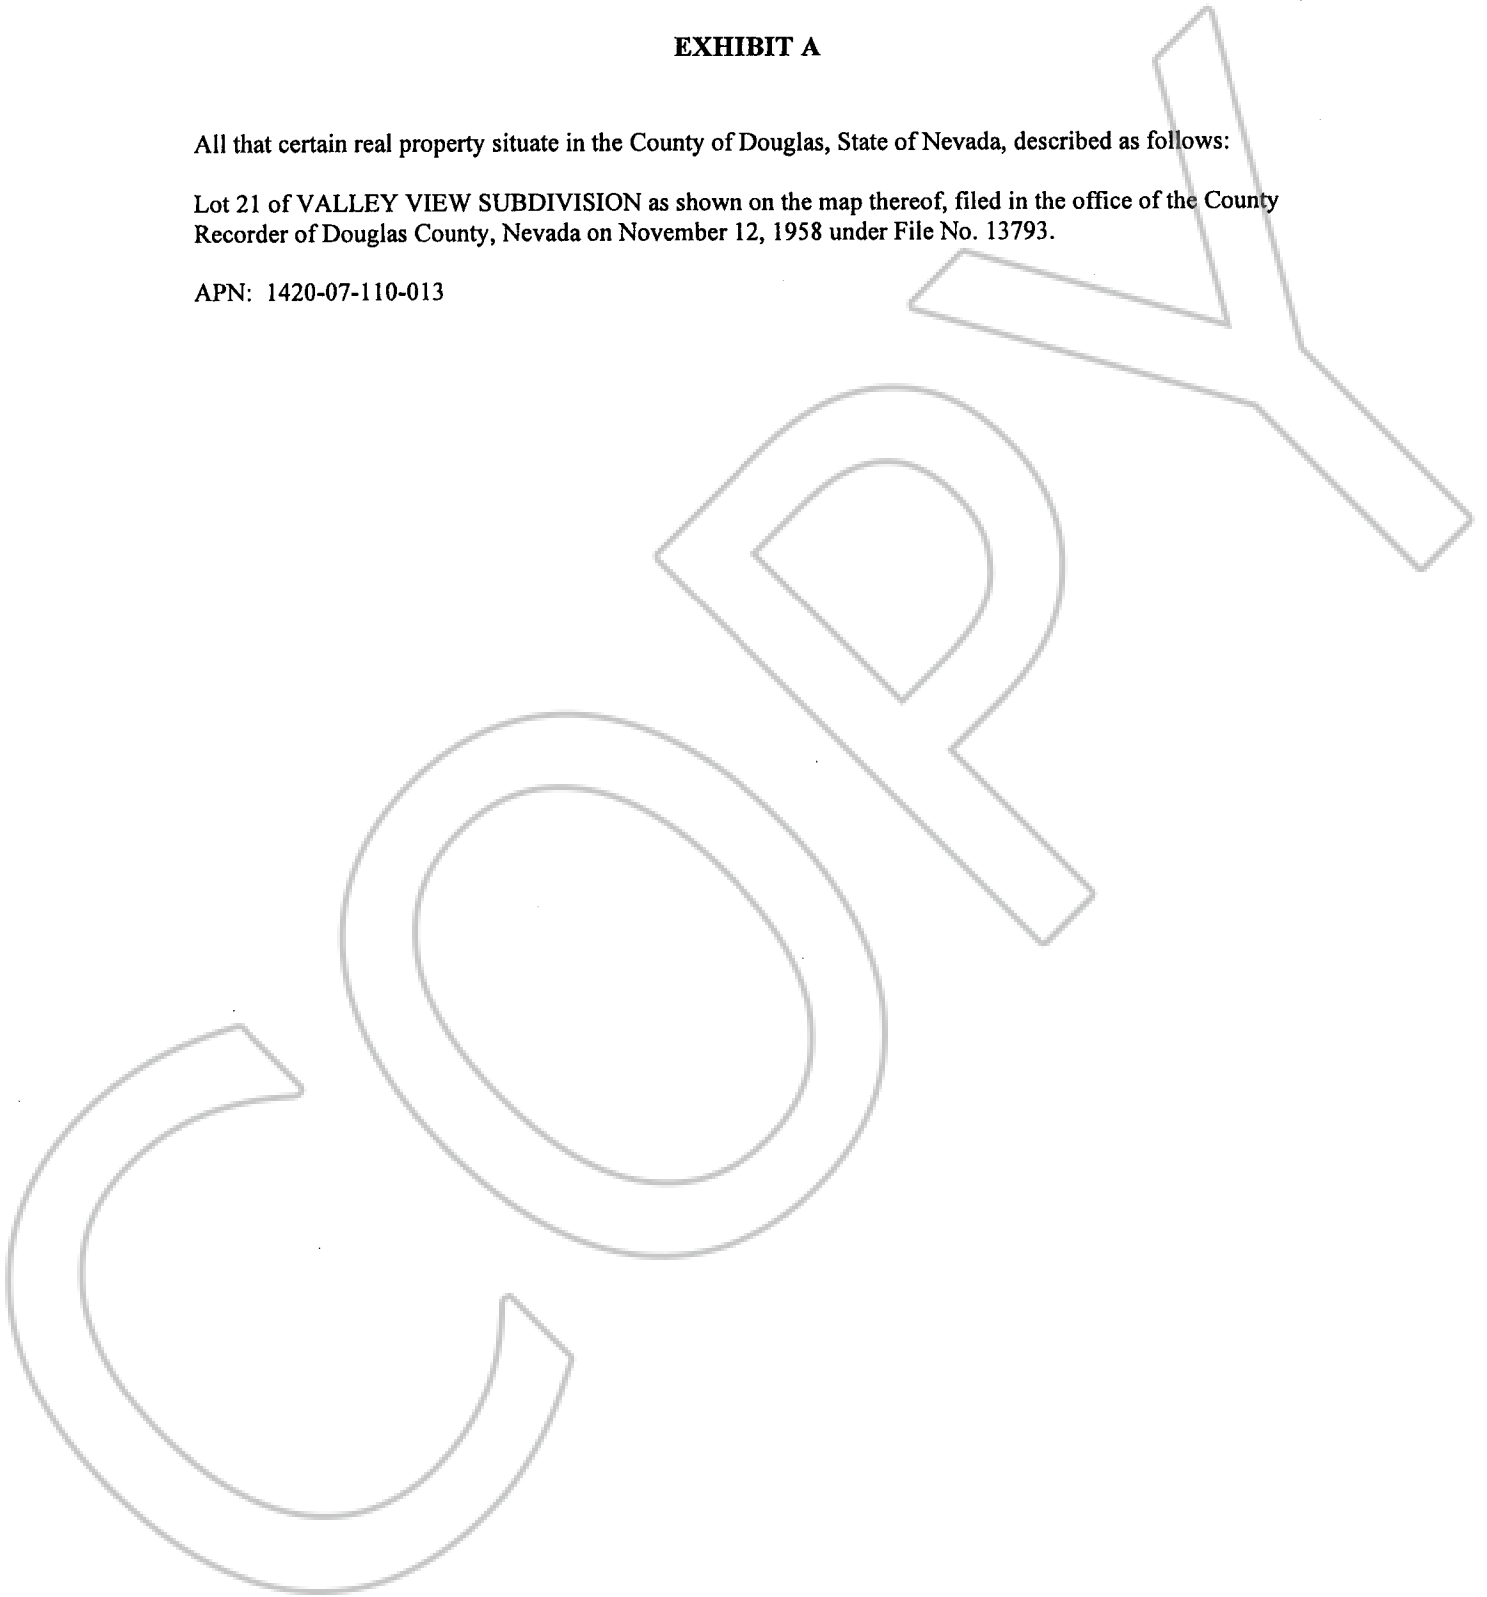 EXHIBIT A
All that certain real property situate in the County of Douglas, State of Nevada, described as follows:
Lot 21 of VALLEY VIEW SUBDIVISION as shown on the map thereof, filed in the office of the County
Recorder of Douglas County, Nevada on November 12, 1958 under File No. 13793.
APN: 1420-07-110-013
COPY